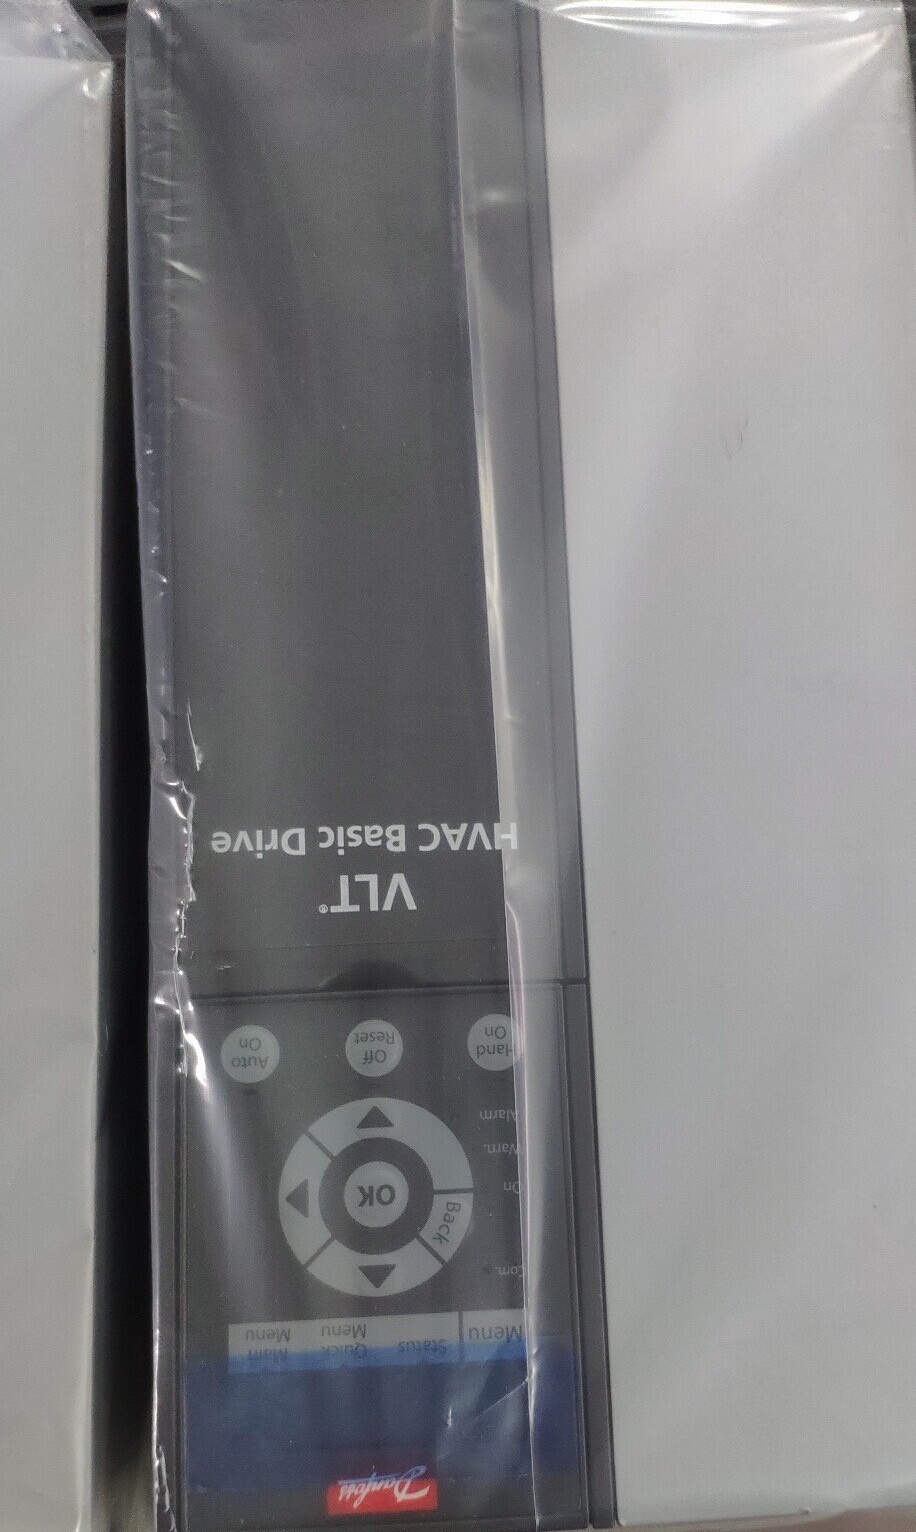 Danfoss
Menu Status Quick Menu Main Menu
Com.
Back
OK
On
Warn.
Alarm
Hand On
Off Reset
Auto On
VLT®
HVAC Basic Drive